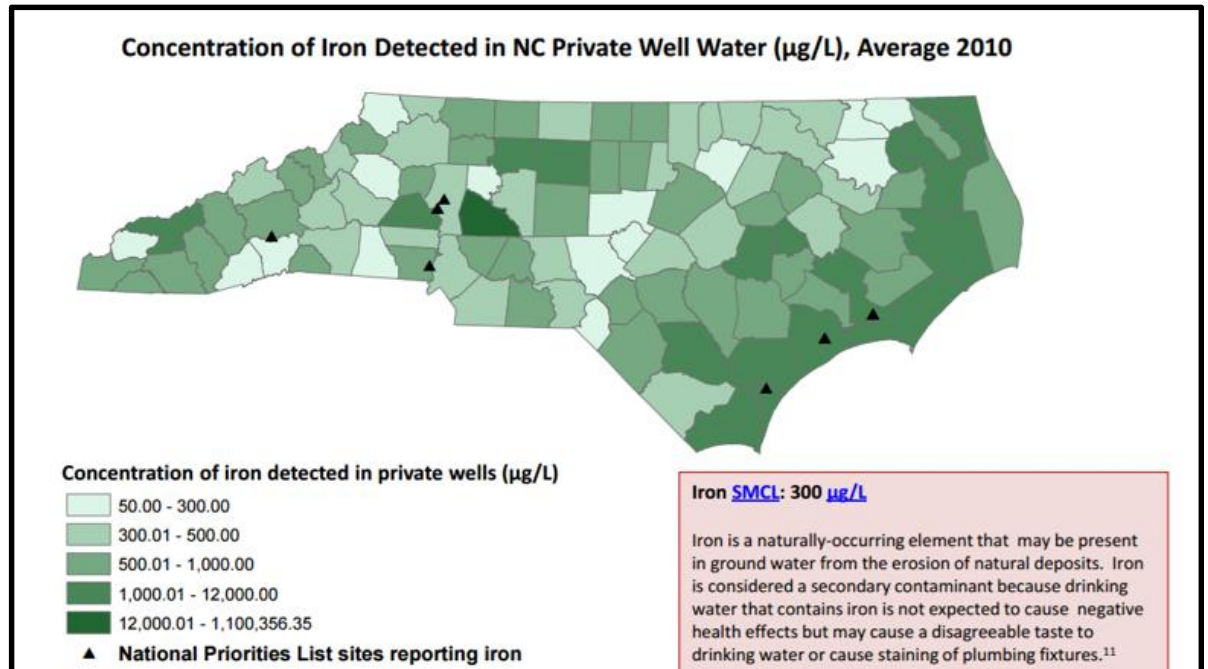 Concentration of Iron Detected in NC Private Well Water (µg/L), Average 2010
Concentration of iron detected in private wells (µg/L)
50.00 - 300.00
300.01 - 500.00
500.01 - 1,000.00
1,000.01 - 12,000.00
12,000.01 - 1,100,356.35
National Priorities List sites reporting iron
Iron SMCL: 300 µg/L
Iron is a naturally-occurring element that may be present
in ground water from the erosion of natural deposits. Iron
is considered a secondary contaminant because drinking
water that contains iron is not expected to cause negative
health effects but may cause a disagreeable taste to
drinking water or cause staining of plumbing fixtures.¹¹